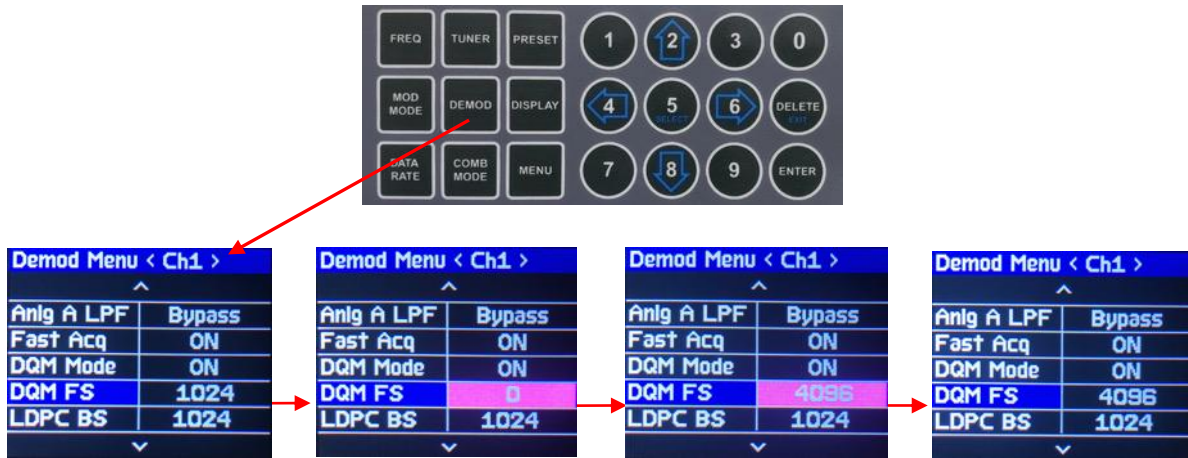 FREQ TUNER PRESET 1 2 3 0
MOD MODE DEMOD DISPLAY 4 5 SELECT 6 DELETE EXIT
DATA RATE COMB MODE MENU 7 8 9 ENTER
Demod Menu < Ch1 >
Anlg A LPF Bypass
Fast Acq ON
DQM Mode ON
DQM FS 1024
LDPC BS 1024
Demod Menu < Ch1 >
Anlg A LPF Bypass
Fast Acq ON
DQM Mode ON
DQM FS 0
LDPC BS 1024
Demod Menu < Ch1 >
Anlg A LPF Bypass
Fast Acq ON
DQM Mode ON
DQM FS 4096
LDPC BS 1024
Demod Menu < Ch1 >
Anlg A LPF Bypass
Fast Acq ON
DQM Mode ON
DQM FS 4096
LDPC BS 1024